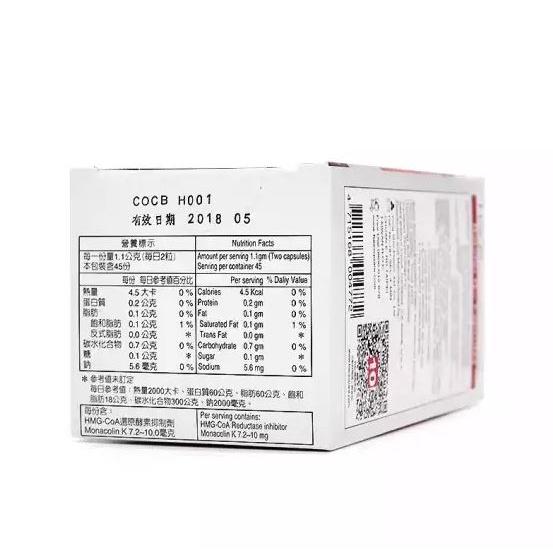 COCB H001
有效日期 2018 05
營養標示 Nutrition Facts
每一份量1.1公克(每日2粒) Amount per serving 1.1gm (Two capsules)
本包裝含45份 Serving per container 45
每份 每日參考值百分比 Per serving % Daily Value
熱量 4.5 大卡 0 % Calories 4.5 Kcal 0 %
蛋白質 0.2 公克 0 % Protein 0.2 gm 0 %
脂肪 0.1 公克 0 % Fat 0.1 gm 0 %
飽和脂肪 0.1 公克 1 % Saturated Fat 0.1 gm 1 %
反式脂肪 0.0 公克 * Trans Fat 0.0 gm *
碳水化合物 0.7 公克 0 % Carbohydrate 0.7 gm 0 %
糖 0.1 公克 * Sugar 0.1 gm *
鈉 5.6 毫克 0 % Sodium 5.6 mg 0 %
* 參考值未訂定
每日參考值：熱量2000大卡、蛋白質60公克、脂肪60公克、飽和
脂肪18公克、碳水化合物300公克、鈉2000毫克。
每份含： Per serving contains:
HMG-CoA還原酵素抑制劑 HMG-CoA Reductase inhibitor
Monacolin K 7.2~10.0毫克 Monacolin K 7.2~10 mg